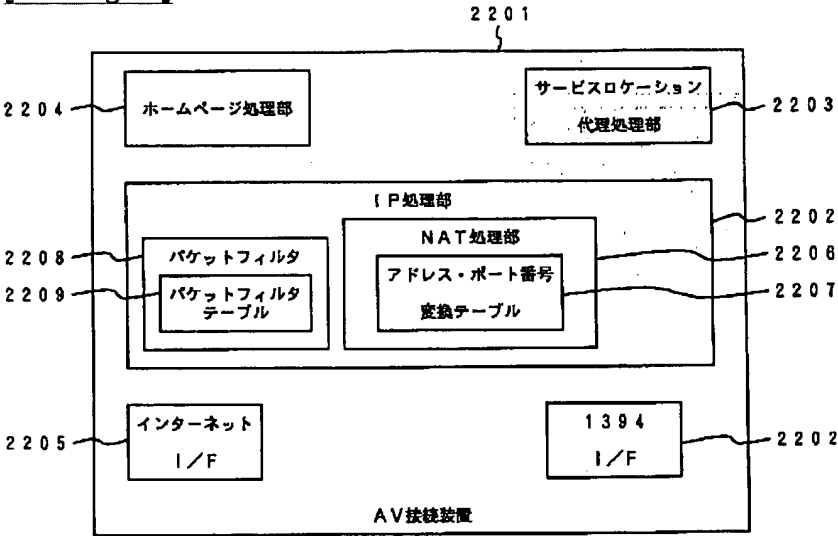 2201
2204
ホームページ処理部
サービスロケーション
代理処理部
2203
IP処理部
2202
NAT処理部
2208
パケットフィルタ
2206
2209
パケットフィルタ
テーブル
アドレス・ポート番号
変換テーブル
2207
2205
インターネット
I/F
1394
I/F
2202
AV接続装置